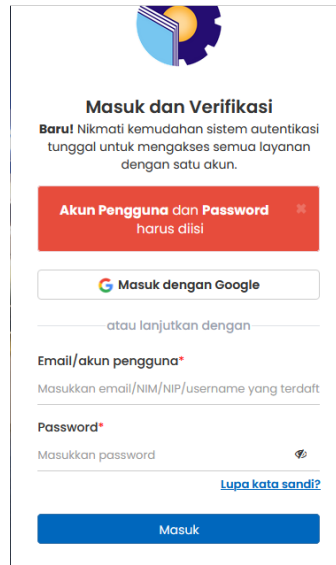 Masuk dan Verifikasi
Baru! Nikmati kemudahan sistem autentikasi
tunggal untuk mengakses semua layanan
dengan satu akun.
Akun Pengguna dan Password ×
harus diisi
Masuk dengan Google
atau lanjutkan dengan
Email/akun pengguna*
Masukkan email/NIM/NIP/username yang terdaft
Password*
Masukkan password
Lupa kata sandi?
Masuk